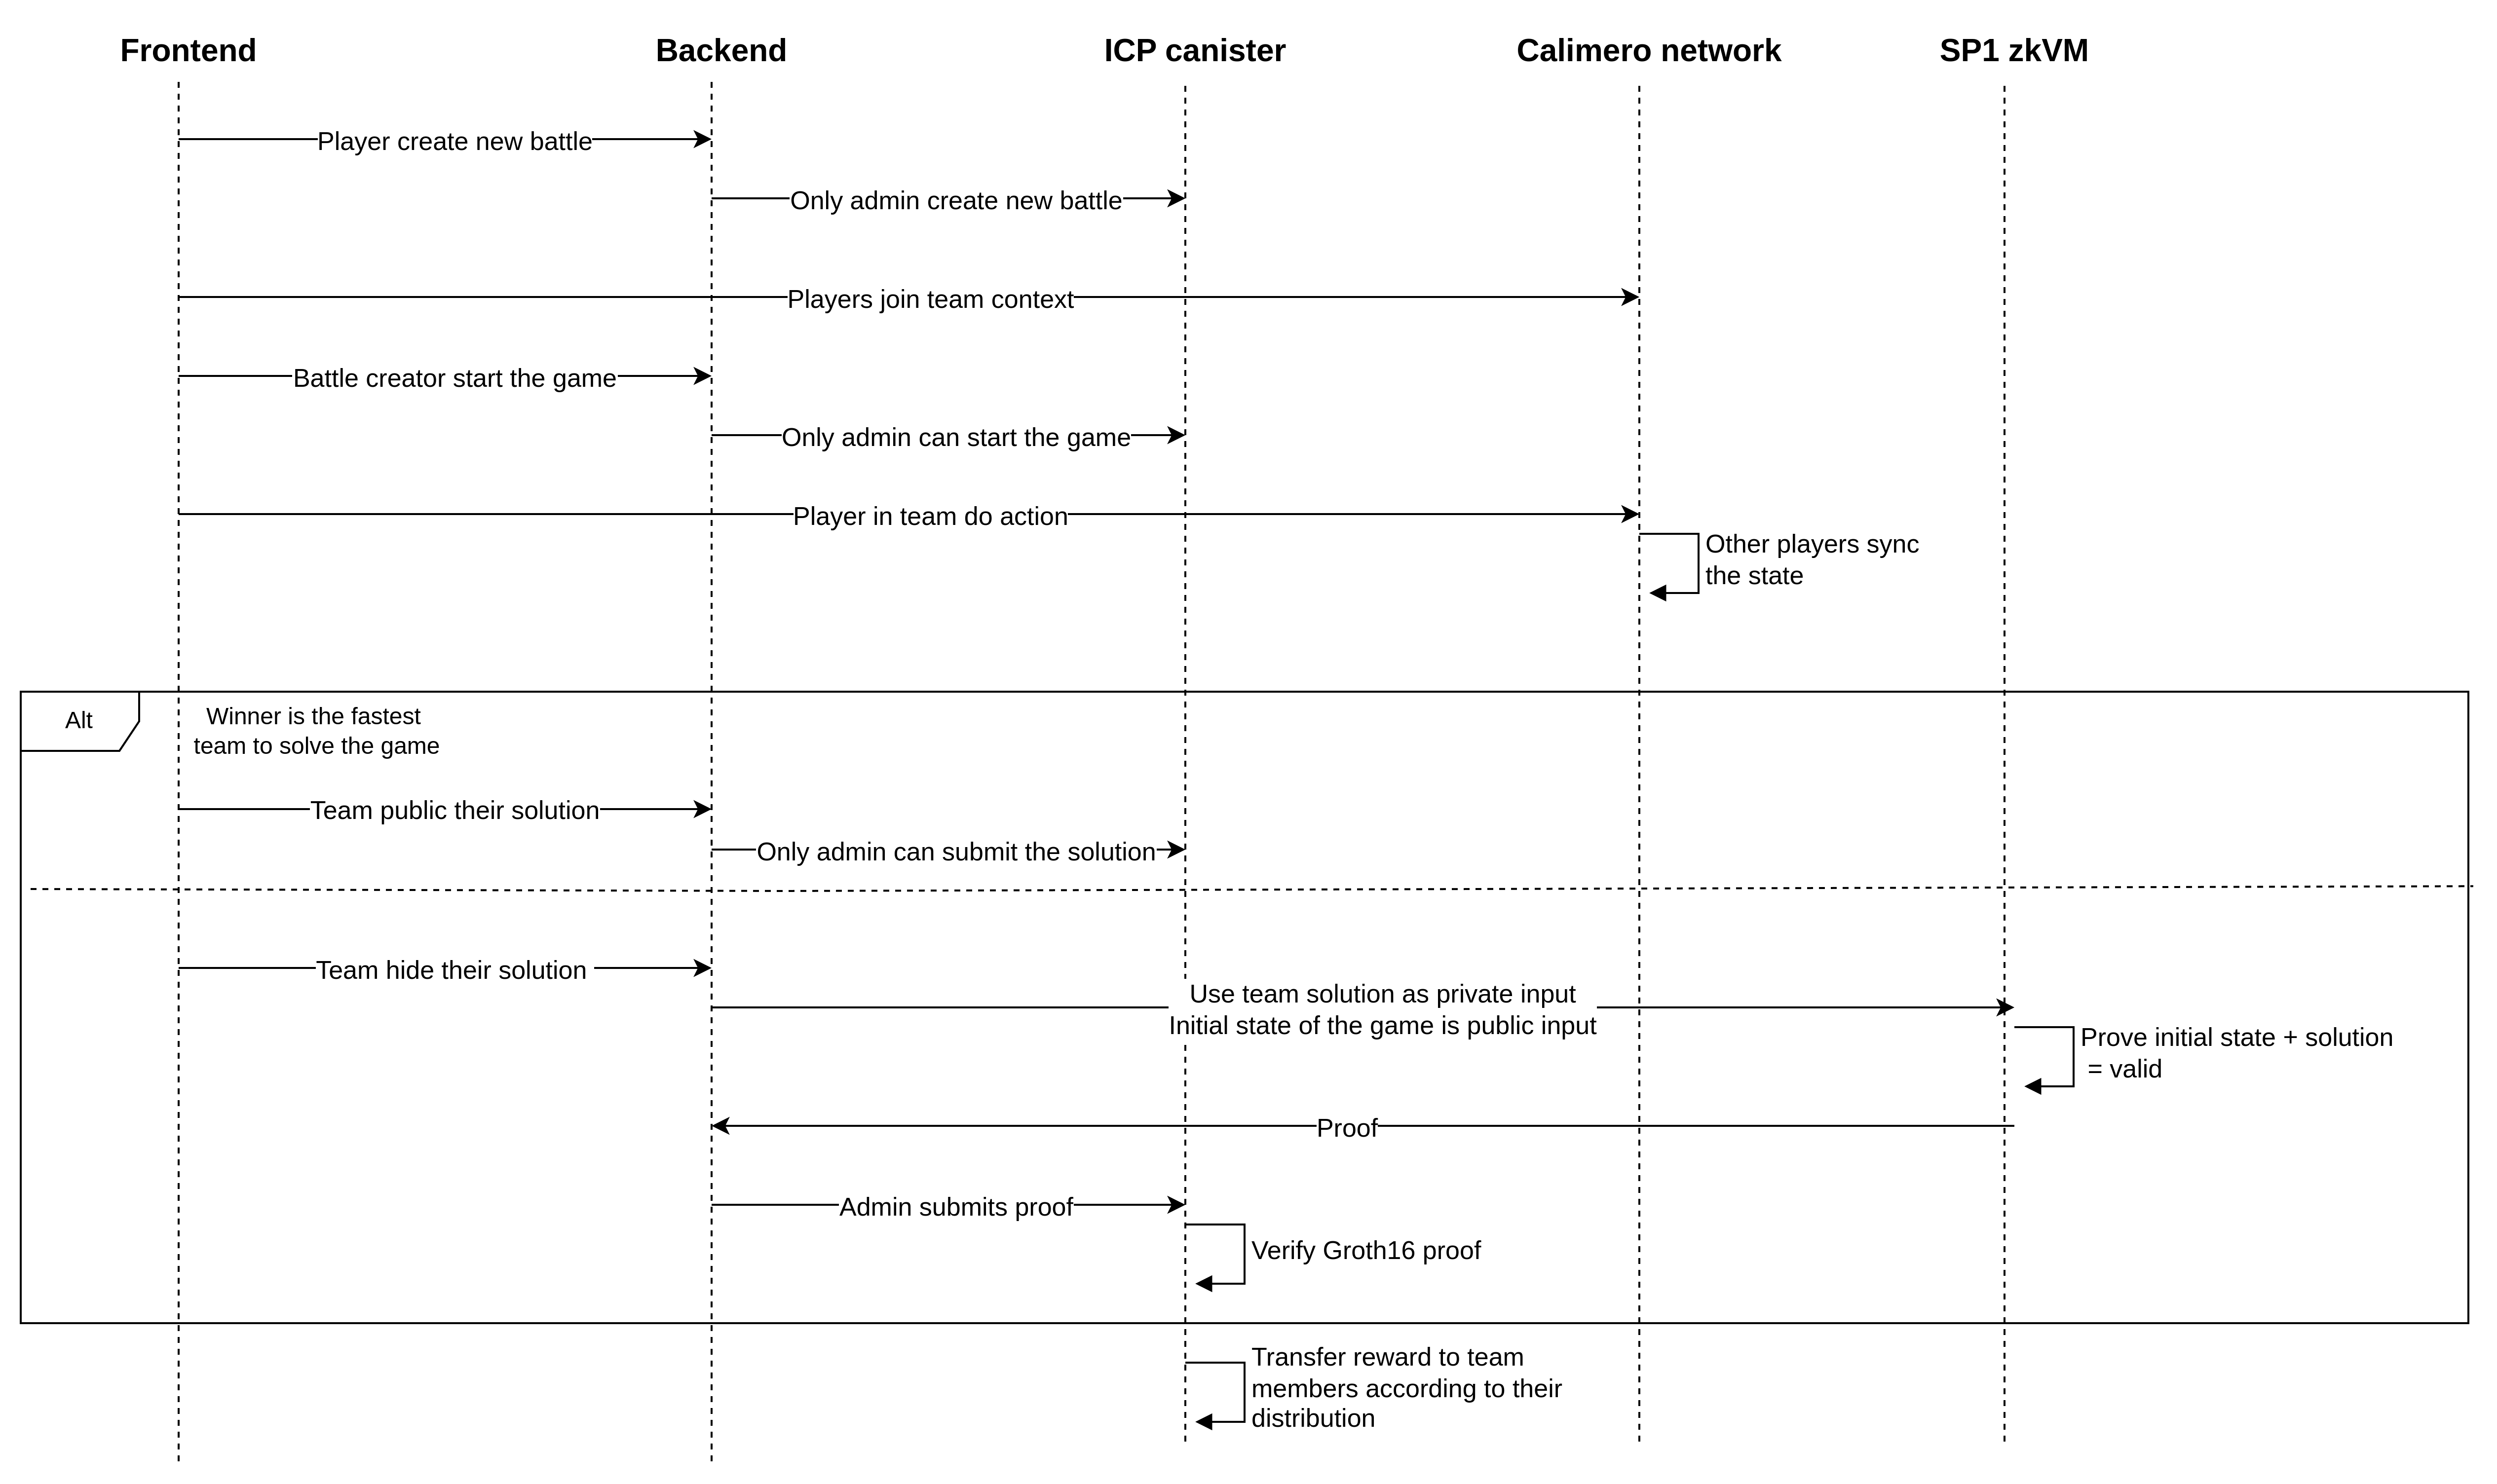 Frontend
Backend
ICP canister
Calimero network
SP1 zkVM
Player create new battle
Only admin create new battle
Players join team context
Battle creator start the game
Only admin can start the game
Player in team do action
Other players sync
the state
Alt
Winner is the fastest
team to solve the game
Team public their solution
Only admin can submit the solution
Team hide their solution
Use team solution as private input
Initial state of the game is public input
Prove initial state + solution
= valid
Proof
Admin submits proof
Verify Groth16 proof
Transfer reward to team
members according to their
distribution